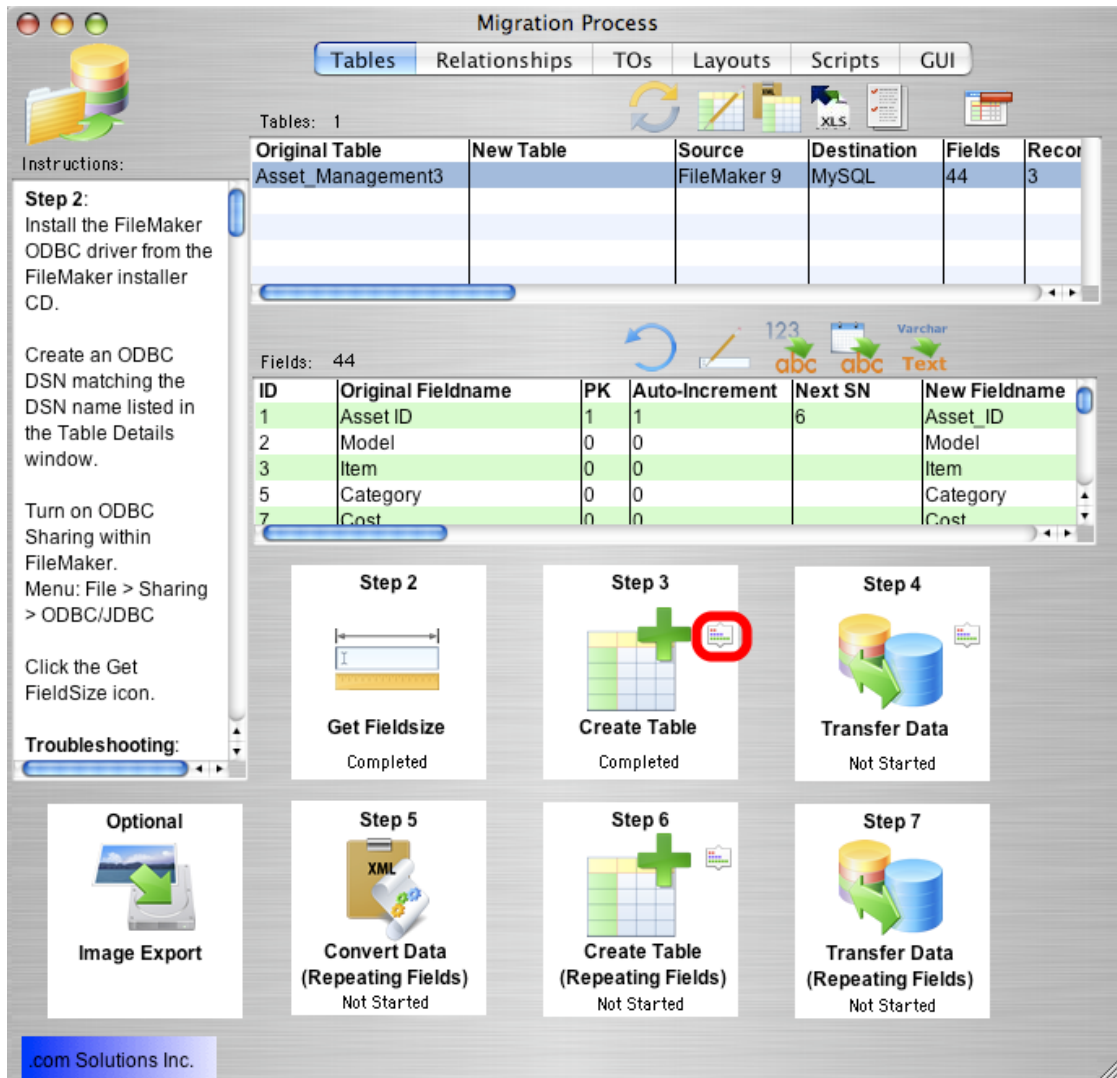 Migration Process
Tables Relationships TOs Layouts Scripts GUI
XML
XLS
Tables: 1
Original Table New Table Source Destination Fields Recor
Asset_Management3 FileMaker 9 MySQL 44 3
Instructions:
Step 2:
Install the FileMaker
ODBC driver from the
FileMaker installer
CD.
Create an ODBC
DSN matching the
DSN name listed in
the Table Details
window.
Turn on ODBC
Sharing within
FileMaker.
Menu: File > Sharing
> ODBC/JDBC
Click the Get
FieldSize icon.
Troubleshooting:
123
abc
abc
Varchar
Text
Fields: 44
ID Original Fieldname PK Auto-Increment Next SN New Fieldname
1 Asset ID 1 1 6 Asset_ID
2 Model 0 0 Model
3 Item 0 0 Item
5 Category 0 0 Category
7 Cost 0 0 Cost
Step 2
Get Fieldsize
Completed
Step 3
Create Table
Completed
Step 4
Transfer Data
Not Started
Optional
Image Export
Step 5
XML
Convert Data
(Repeating Fields)
Not Started
Step 6
Create Table
(Repeating Fields)
Not Started
Step 7
Transfer Data
(Repeating Fields)
Not Started
.com Solutions Inc.